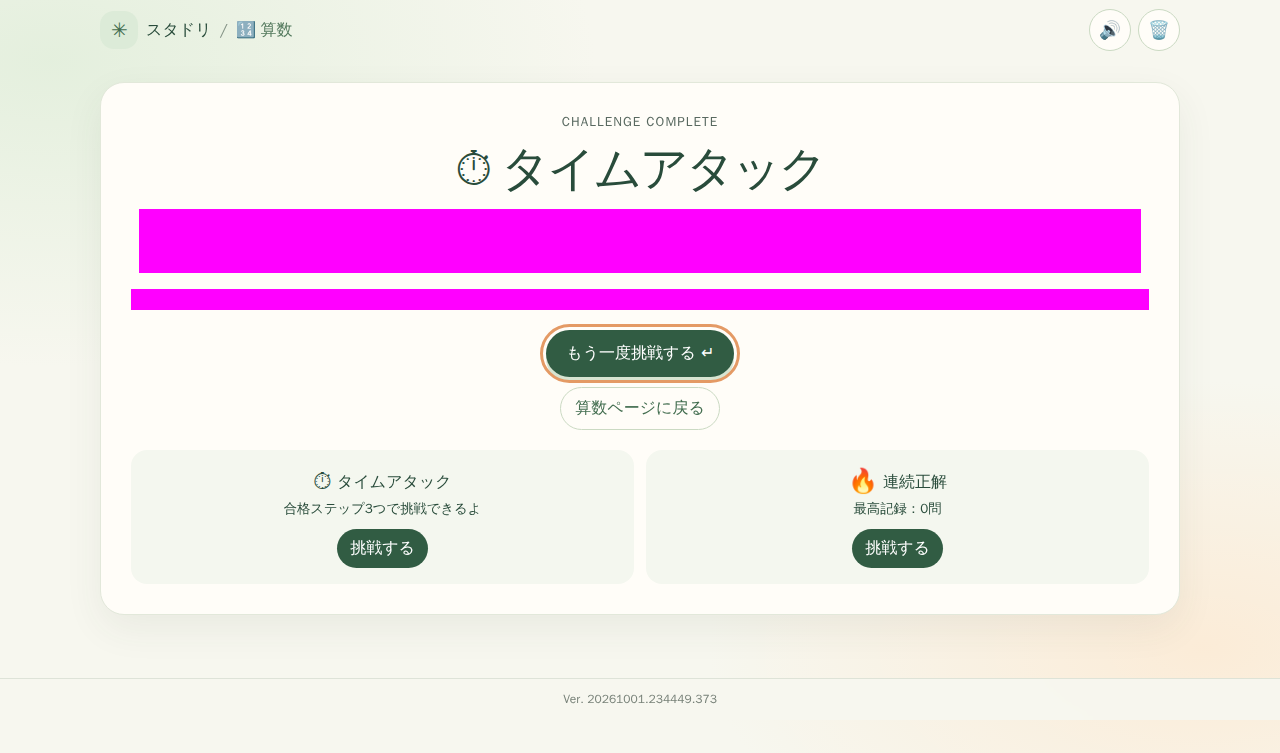 スタドリ / 算数
CHALLENGE COMPLETE
タイムアタック
もう一度挑戦する ↵
算数ページに戻る
タイムアタック
合格ステップ3つで挑戦できるよ
挑戦する
連続正解
最高記録：0問
挑戦する
Ver. 20261001.234449.373